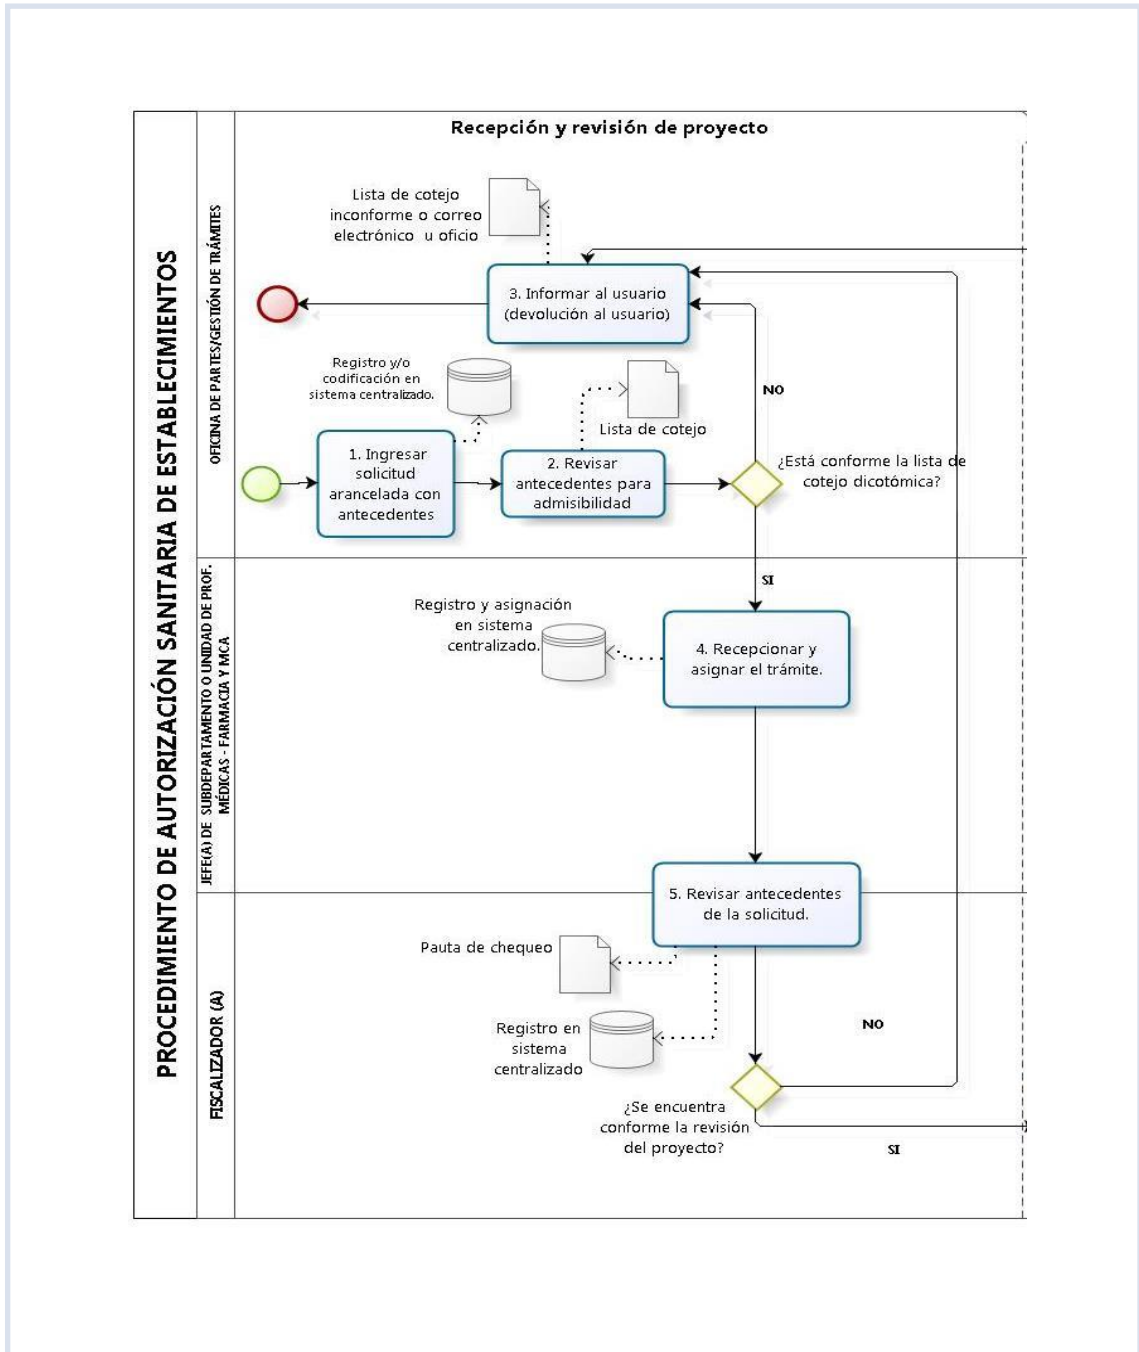 PROCEDIMIENTO DE AUTORIZACIÓN SANITARIA DE ESTABLECIMIENTOS
Recepción y revisión de proyecto
OFICINA DE PARTES/GESTIÓN DE TRÁMITES
Lista de cotejo
inconforme o correo
electrónico u oficio
3. Informar al usuario
(devolución al usuario)
Registro y/o
codificación en
sistema centralizado.
Lista de cotejo
NO
1. Ingresar
solicitud
arancelada con
antecedentes
2. Revisar
antecedentes para
admisibilidad
¿Está conforme la lista de
cotejo dicotómica?
SI
JEFE(A) DE SUBDEPARTAMENTO O UNIDAD DE PROF.
MÉDICAS - FARMACIA Y MCA
Registro y asignación
en sistema
centralizado.
4. Recepcionar y
asignar el trámite.
5. Revisar antecedentes
de la solicitud.
FISCALIZADOR (A)
Pauta de chequeo
Registro en
sistema
centralizado
NO
¿Se encuentra
conforme la revisión
del proyecto?
SI